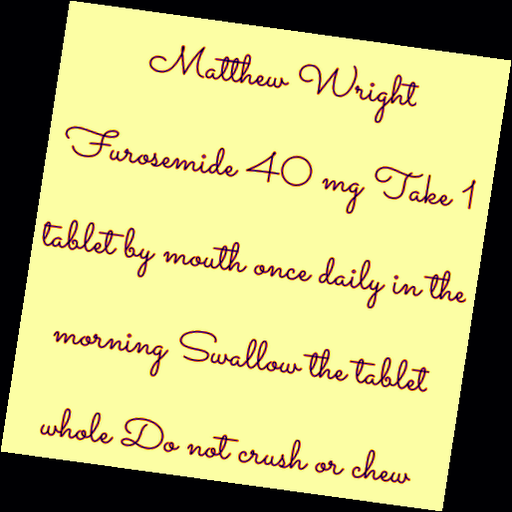 Matthew Wright
Furosemide 40 mg Take 1
tablet by mouth once daily in the
morning Swallow the tablet
whole Do not crush or chew